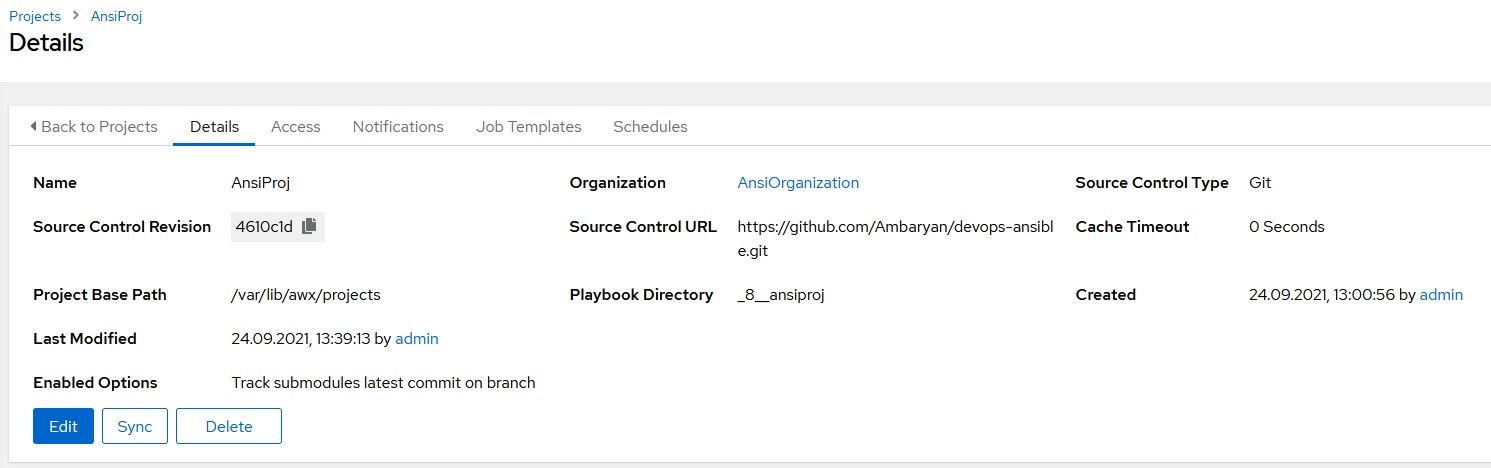 Projects > AnsiProj
Details
Back to Projects Details Access Notifications Job Templates Schedules
Name AnsiProj Organization AnsiOrganization Source Control Type Git
Source Control Revision 4610c1d Source Control URL https://github.com/Ambaryan/devops-ansibl Cache Timeout 0 Seconds
e.git
Project Base Path /var/lib/awx/projects Playbook Directory _8__ansiproj Created 24.09.2021, 13:00:56 by admin
Last Modified 24.09.2021, 13:39:13 by admin
Enabled Options Track submodules latest commit on branch
Edit Sync Delete